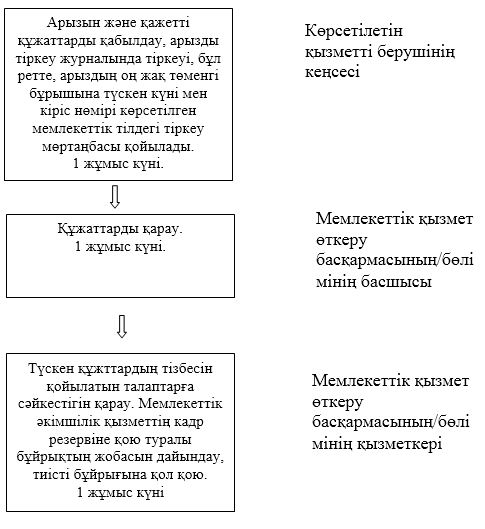 Арызын және қажетті
құжаттарды қабылдау, арызды
тіркеу журналында тіркеуі, бұл
ретте, арыздың оң жақ төменгі
бұрышына түскен күні мен
кіріс нөмірі көрсетілген
мемлекеттік тілдегі тіркеу
мөртаңбасы қойылады.
1 жұмыс күні.
Көрсетілетін
қызметті берушінің
кеңсесі
Құжаттарды қарау.
1 жұмыс күні.
Мемлекеттік қызмет
өткеру
басқармасының/бөлі
мінің басшысы
Түскен құжттардың тізбесін
қойылатын талаптарға
сәйкестігін қарау. Мемлекеттік
әкімшілік қызметтің кадр
резервіне қою туралы
бұйрықтың жобасын дайындау,
тиісті бұйрығына қол қою.
1 жұмыс күні
Мемлекеттік қызмет
өткеру
басқармасының/бөлі
мінің қызметкері